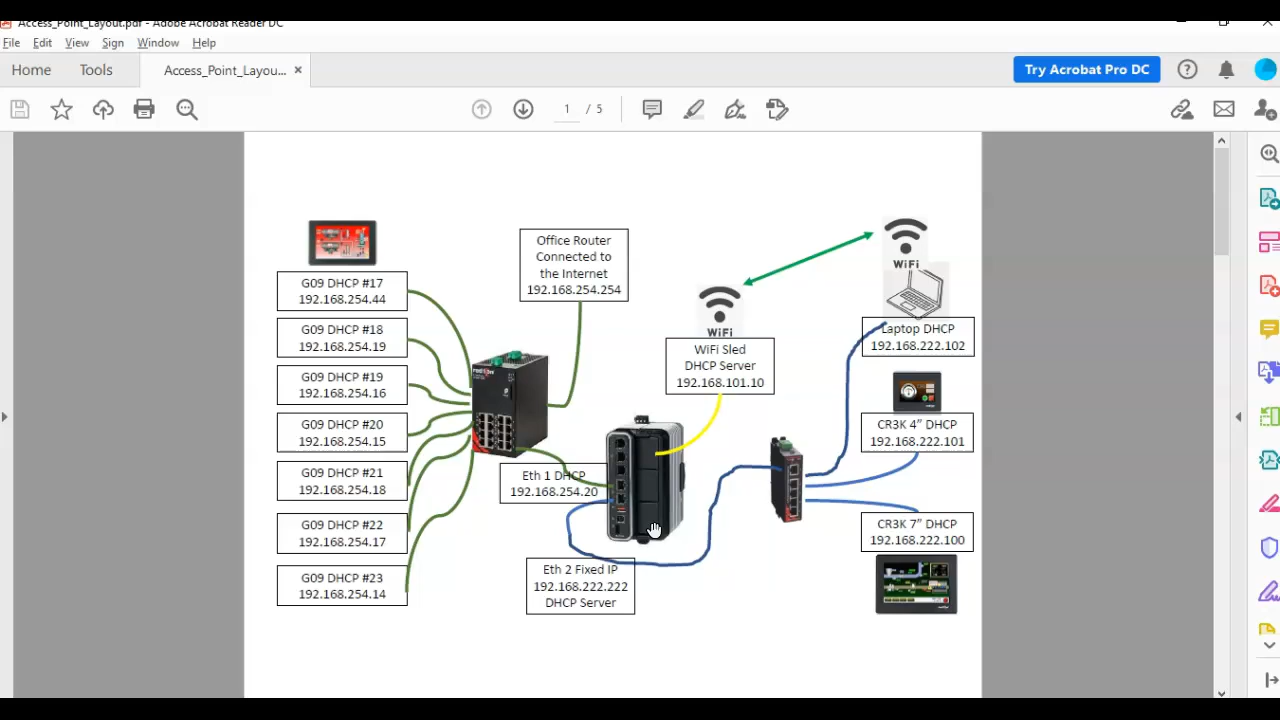 Access_Point_Layout.pdf - Adobe Acrobat Reader DC
File Edit View Sign Window Help
Home Tools Access_Point_Layou... ×
Try Acrobat Pro DC
1 / 5
G09 DHCP #17
192.168.254.44
G09 DHCP #18
192.168.254.19
G09 DHCP #19
192.168.254.16
G09 DHCP #20
192.168.254.15
G09 DHCP #21
192.168.254.18
G09 DHCP #22
192.168.254.17
G09 DHCP #23
192.168.254.14
Office Router
Connected to
the Internet
192.168.254.254
Eth 1 DHCP
192.168.254.20
Eth 2 Fixed IP
192.168.222.222
DHCP Server
WiFi
WiFi Sled
DHCP Server
192.168.101.10
WiFi
Laptop DHCP
192.168.222.102
CR3K 4” DHCP
192.168.222.101
CR3K 7” DHCP
192.168.222.100